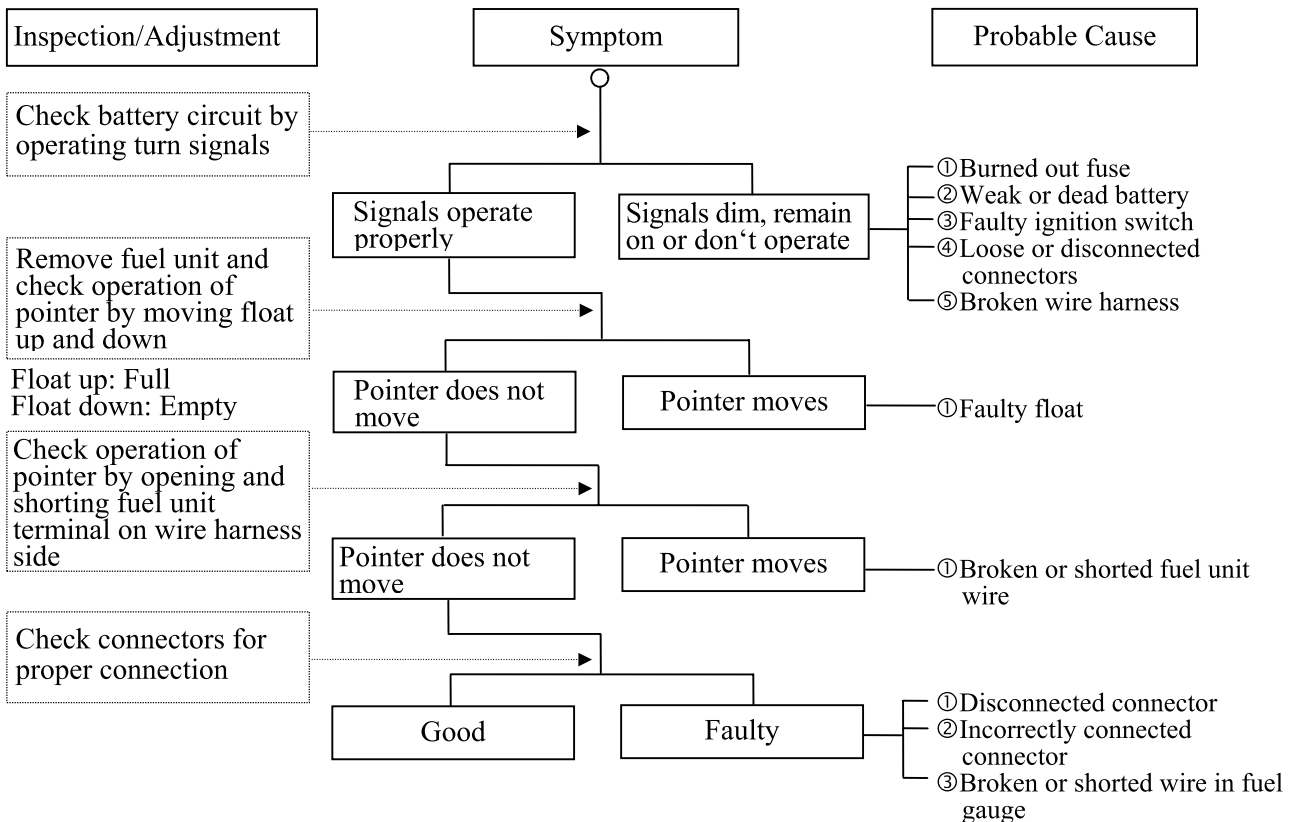 Inspection/Adjustment
Symptom
Probable Cause
Check battery circuit by
operating turn signals
Signals operate
properly
Signals dim, remain
on or don‘t operate
①Burned out fuse
②Weak or dead battery
③Faulty ignition switch
④Loose or disconnected
connectors
⑤Broken wire harness
Remove fuel unit and
check operation of
pointer by moving float
up and down
Float up: Full
Float down: Empty
Pointer does not
move
Pointer moves
①Faulty float
Check operation of
pointer by opening and
shorting fuel unit
terminal on wire harness
side
Pointer does not
move
Pointer moves
①Broken or shorted fuel unit
wire
Check connectors for
proper connection
Good
Faulty
①Disconnected connector
②Incorrectly connected
connector
③Broken or shorted wire in fuel
gauge